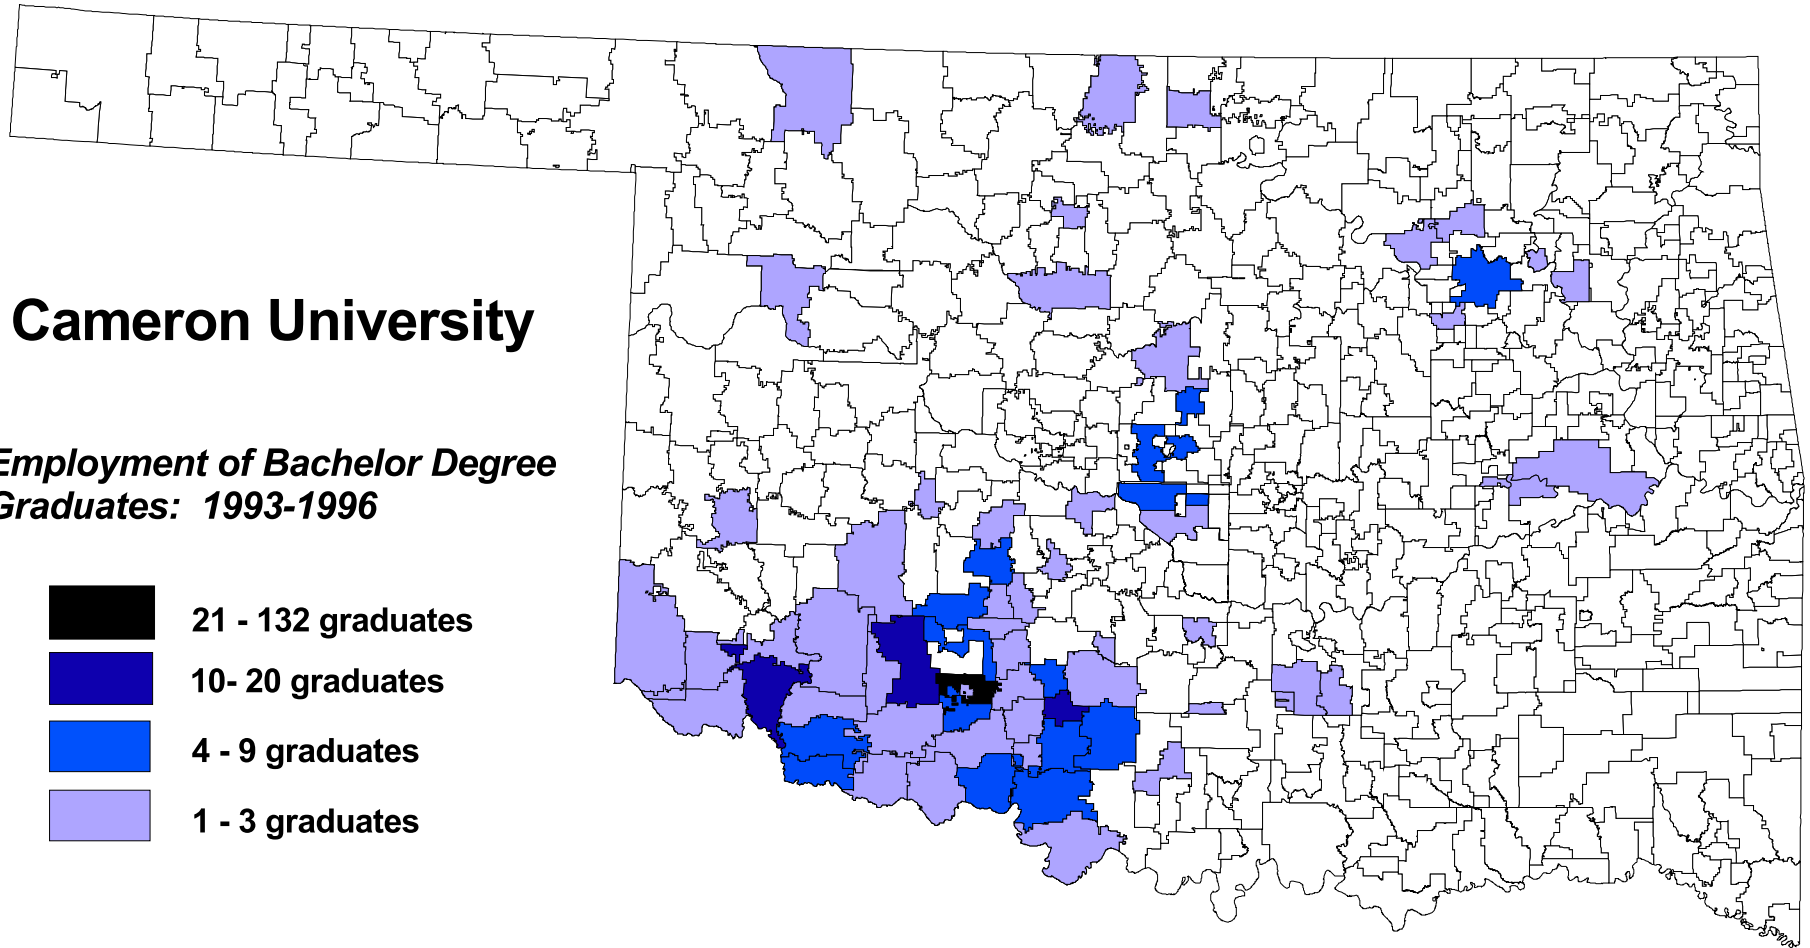 Cameron University
Employment of Bachelor Degree
Graduates: 1993-1996
21 - 132 graduates
10- 20 graduates
4 - 9 graduates
1 - 3 graduates